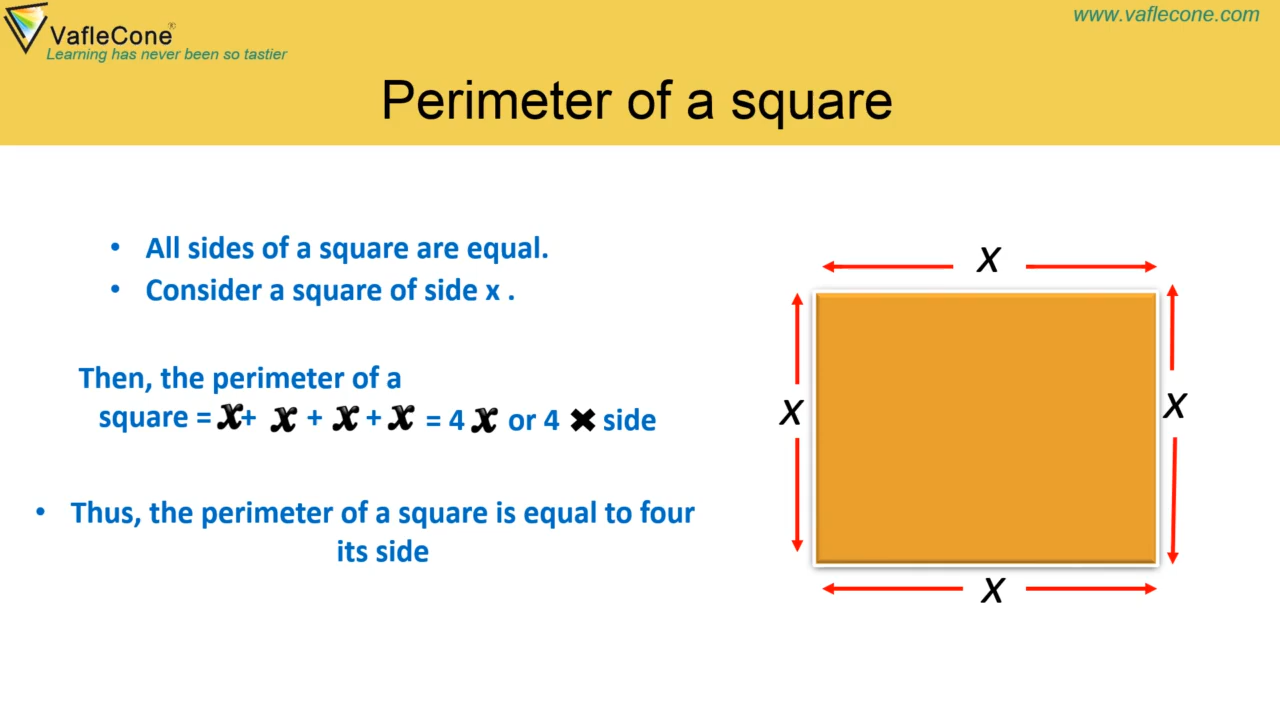 www.vaflecone.com
VafleCone®
Learning has never been so tastier
Perimeter of a square
• All sides of a square are equal.
• Consider a square of side x .
Then, the perimeter of a
square = x+ x + x + x = 4 x or 4 ✖ side
• Thus, the perimeter of a square is equal to four
its side
x
x
x
x